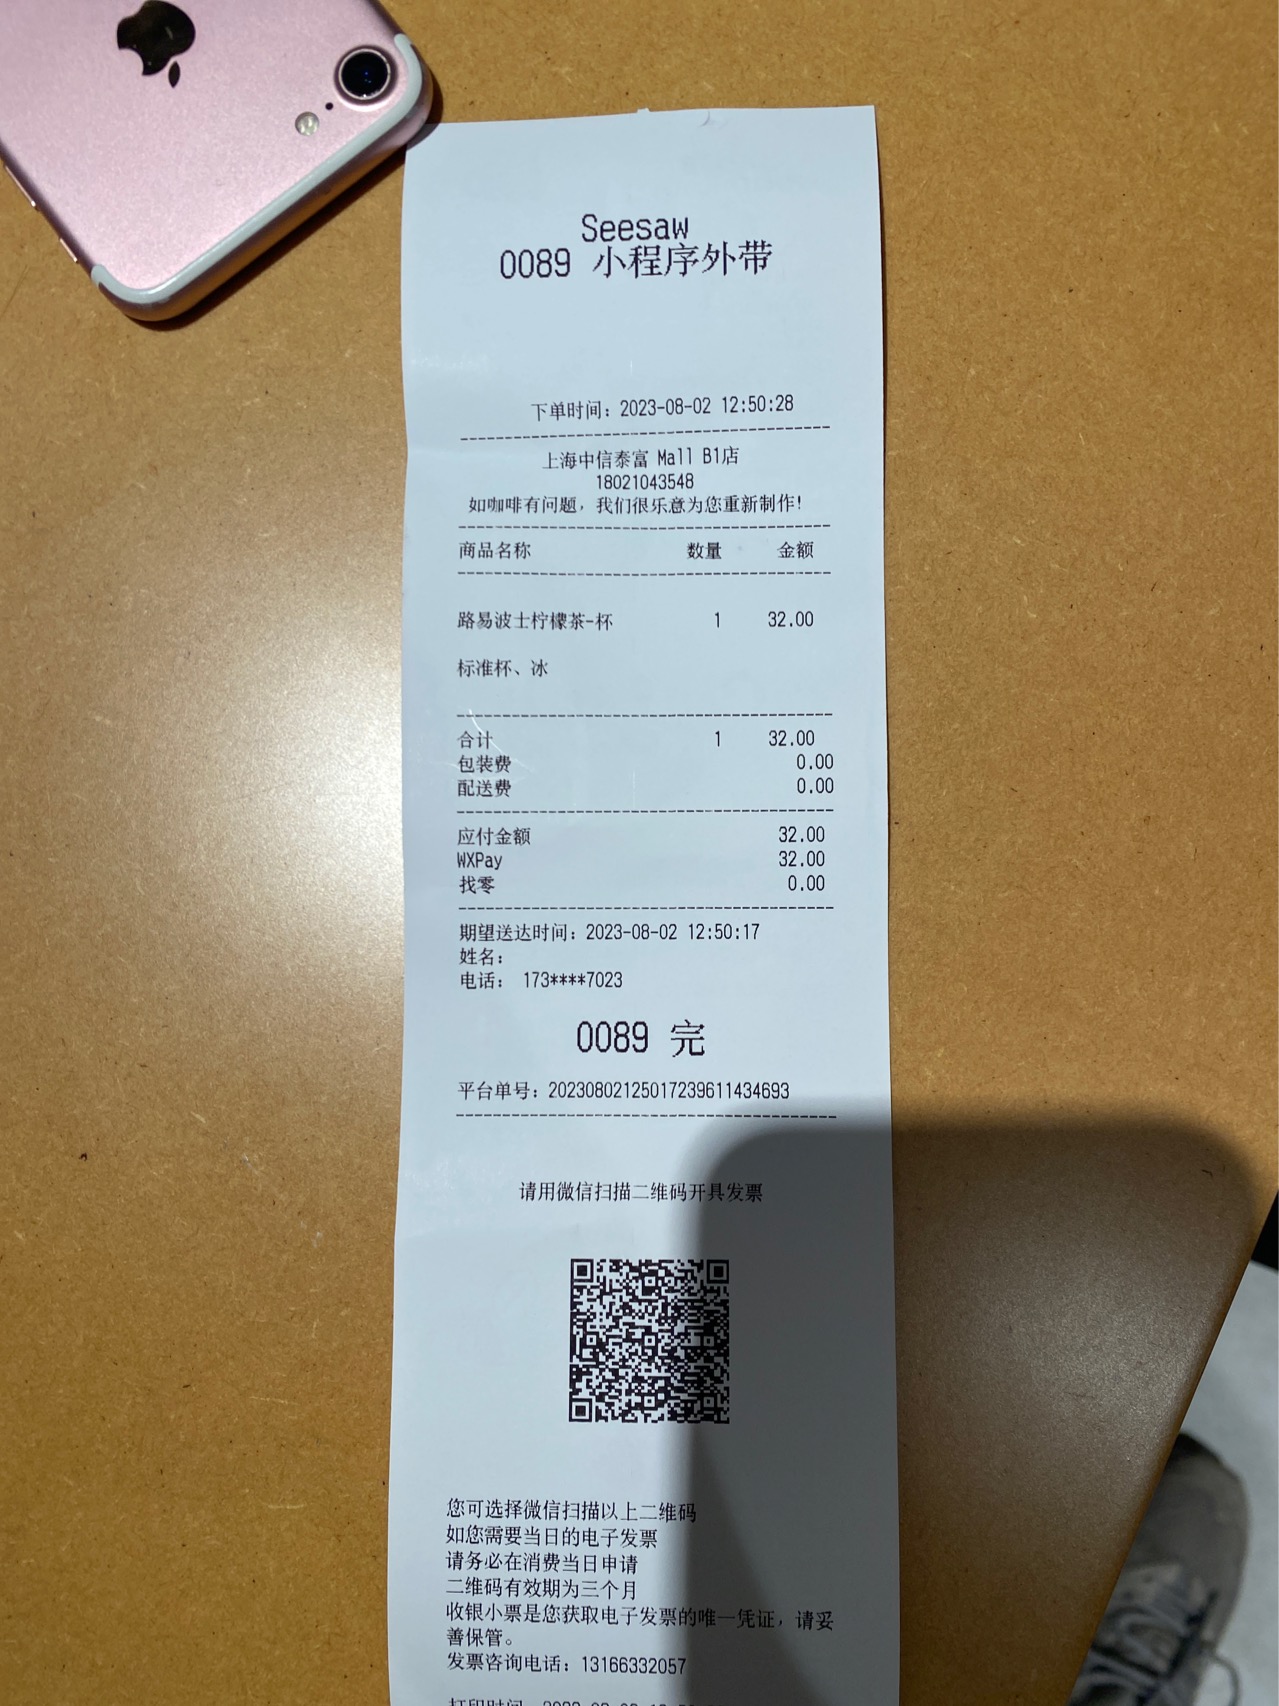 Seesaw
0089 小程序外带
下单时间：2023-08-02 12:50:28
上海中信泰富 Mall B1店
18021043548
如咖啡有问题，我们很乐意为您重新制作！
商品名称 数量 金额
路易波士柠檬茶-杯 1 32.00
标准杯、冰
合计 1 32.00
包装费 0.00
配送费 0.00
应付金额 32.00
WXPay 32.00
找零 0.00
期望送达时间：2023-08-02 12:50:17
姓名：
电话： 173****7023
0089 完
平台单号：20230802125017239611434693
请用微信扫描二维码开具发票
您可选择微信扫描以上二维码
如您需要当日的电子发票
请务必在消费当日申请
二维码有效期为三个月
收银小票是您获取电子发票的唯一凭证，请妥
善保管。
发票咨询电话：13166332057
打印时间：